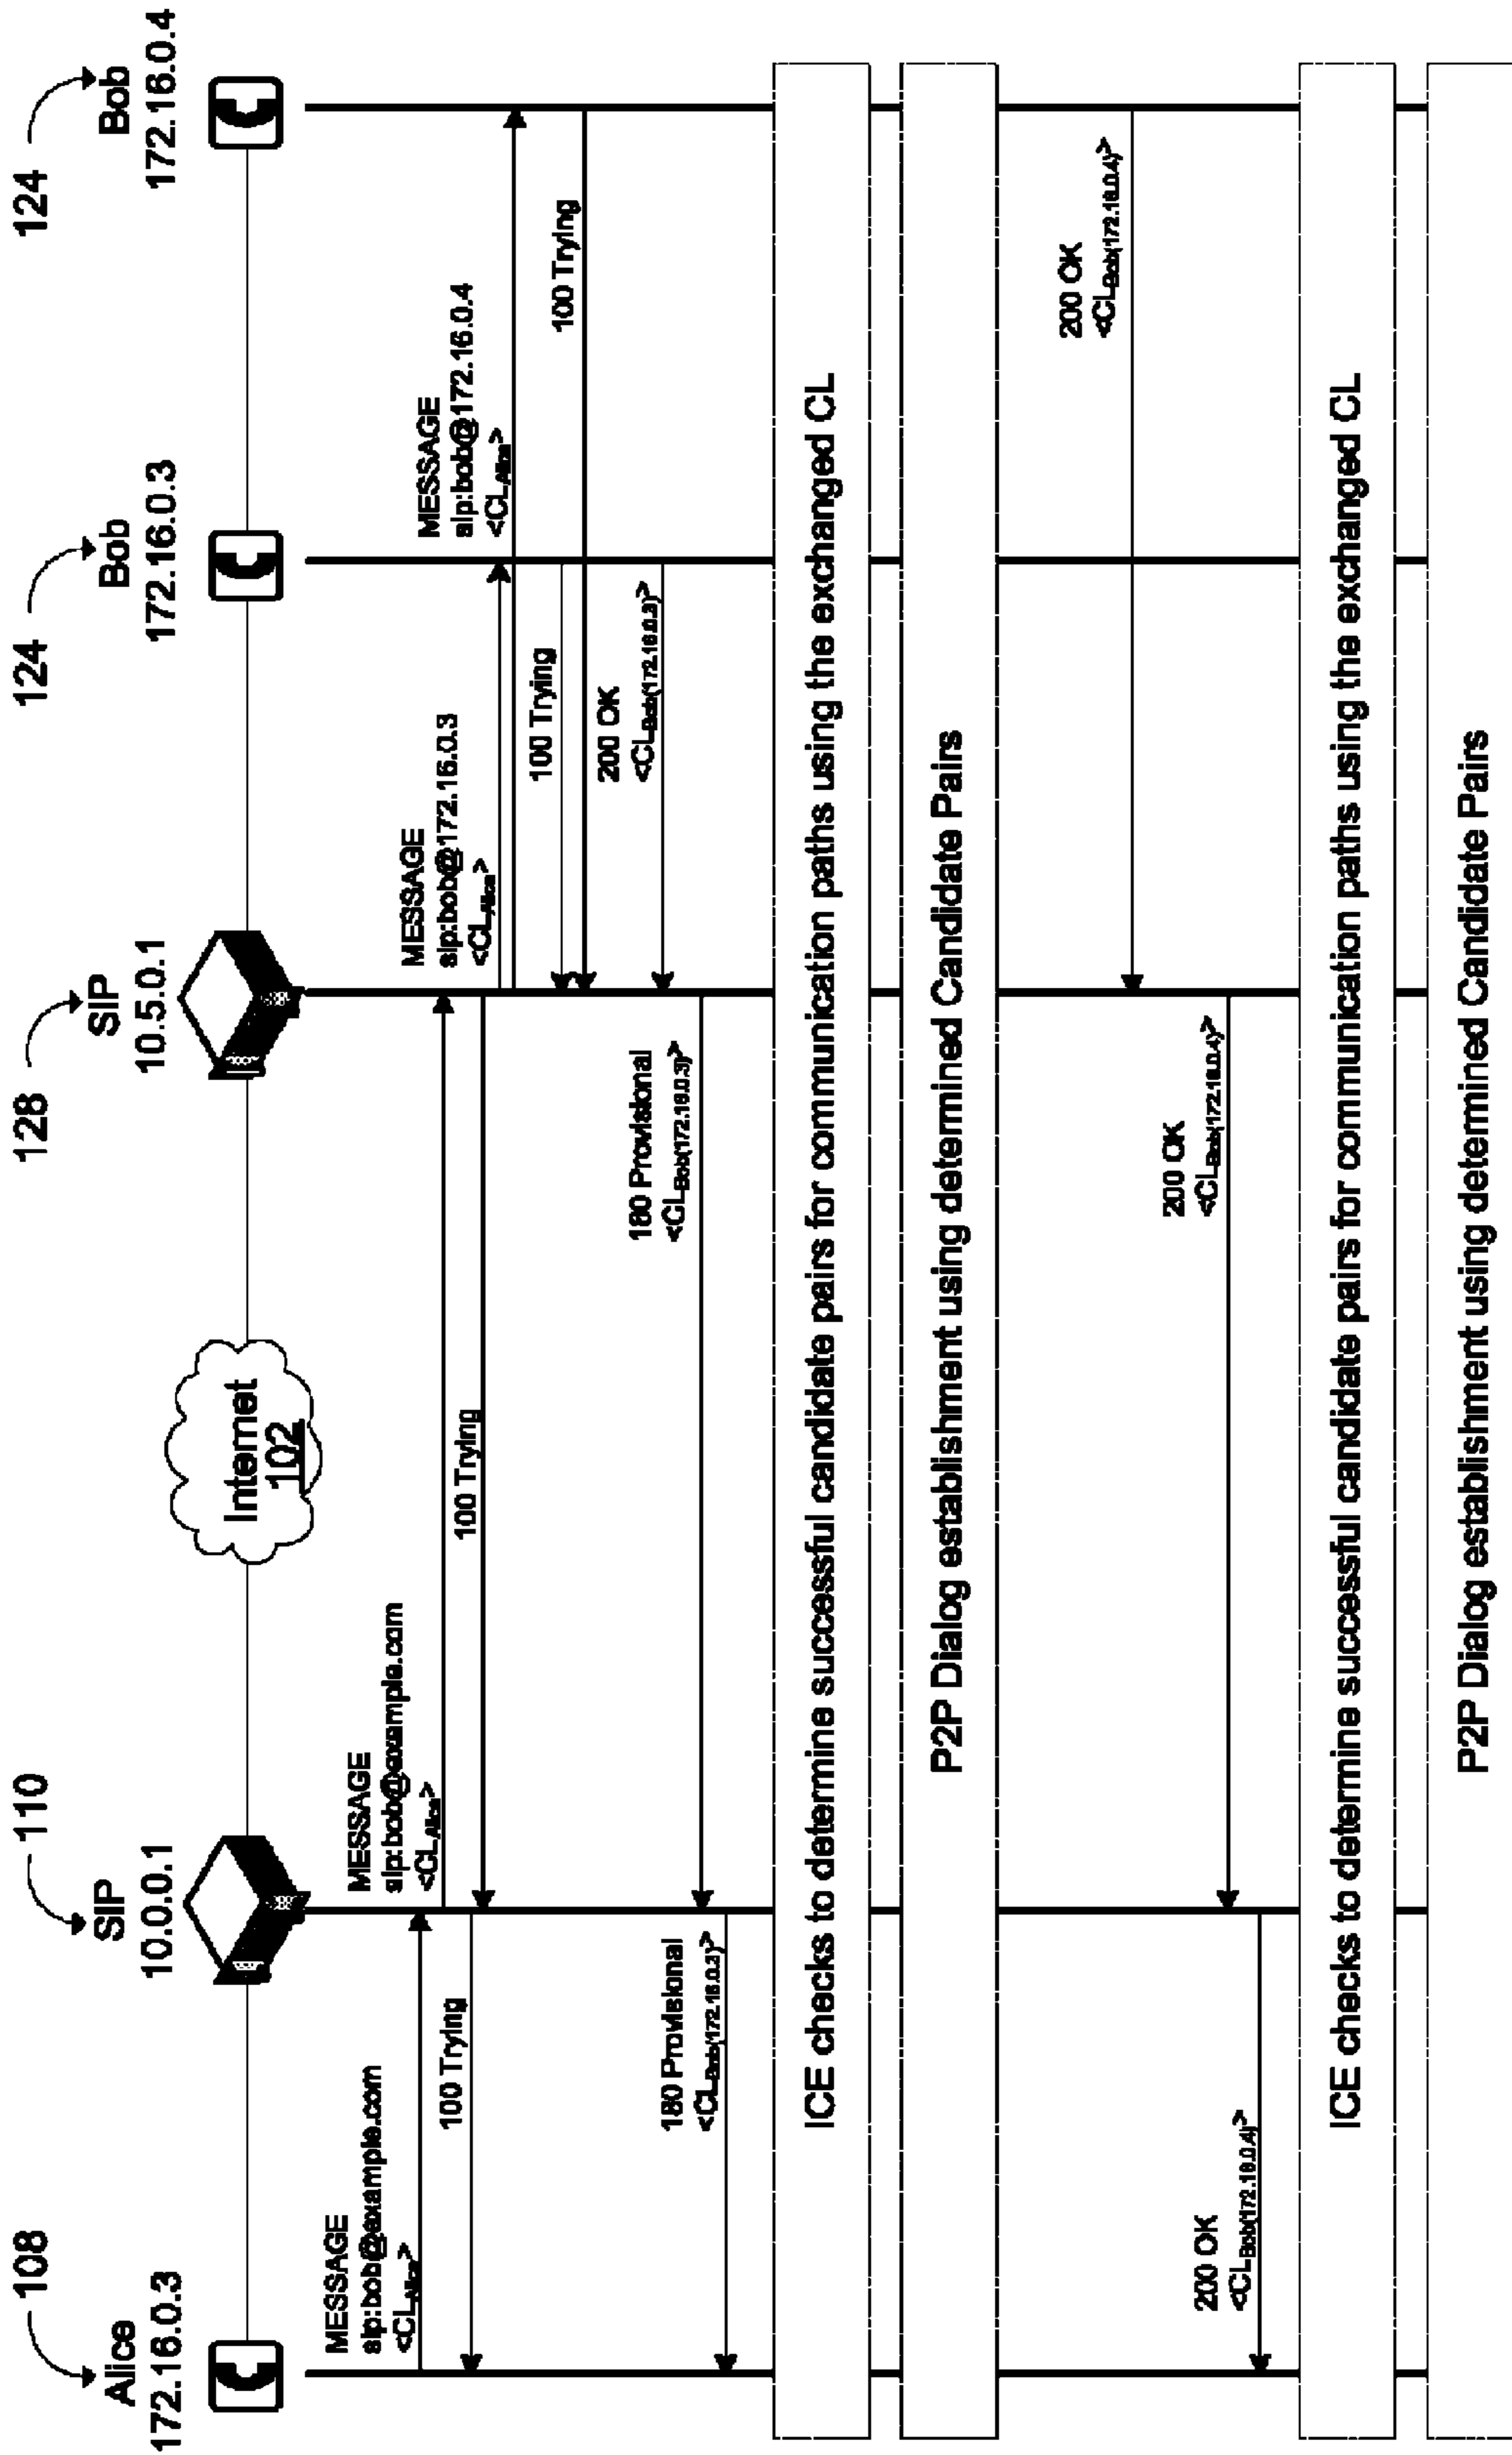 108
Alice
172.16.0.3
110
SIP
10.0.0.1
Internet
102
128
SIP
10.5.0.1
124
Bob
172.16.0.3
124
Bob
172.16.0.4
MESSAGE
sip:bob@example.com
<CLAlice>
MESSAGE
sip:bob@example.com
<CLAlice>
MESSAGE
sip:bob@172.16.0.3
<CLAlice>
MESSAGE
sip:bob@172.16.0.4
<CLAlice>
100 Trying
100 Trying
100 Trying
100 Trying
200 OK
<CLBob(172.16.0.3)>
180 Provisional
<CLBob(172.16.0.3)>
180 Provisional
<CLBob(172.16.0.3)>
ICE checks to determine successful candidate pairs for communication paths using the exchanged CL
P2P Dialog establishment using determined Candidate Pairs
200 OK
<CLBob(172.16.0.4)>
200 OK
<CLBob(172.16.0.4)>
200 OK
<CLBob(172.16.0.4)>
ICE checks to determine successful candidate pairs for communication paths using the exchanged CL
P2P Dialog establishment using determined Candidate Pairs